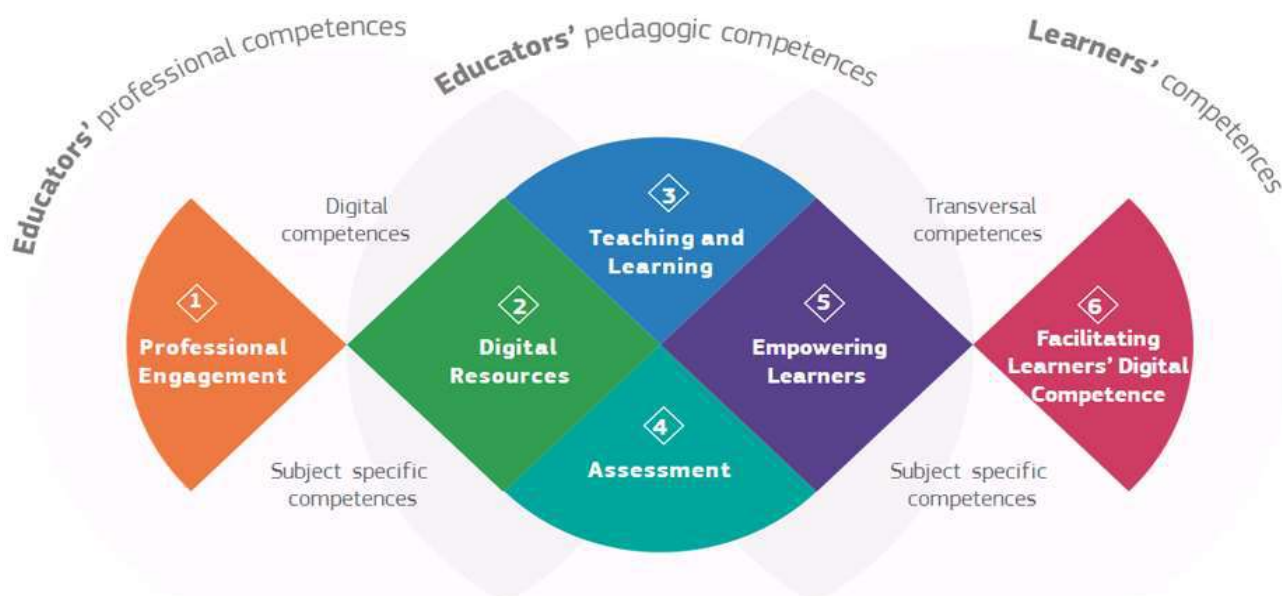 Educators' professional competences
Educators' pedagogic competences
Learners' competences
Digital
competences
Transversal
competences
1
Professional
Engagement
2
Digital
Resources
3
Teaching and
Learning
4
Assessment
5
Empowering
Learners
6
Facilitating
Learners' Digital
Competence
Subject specific
competences
Subject specific
competences